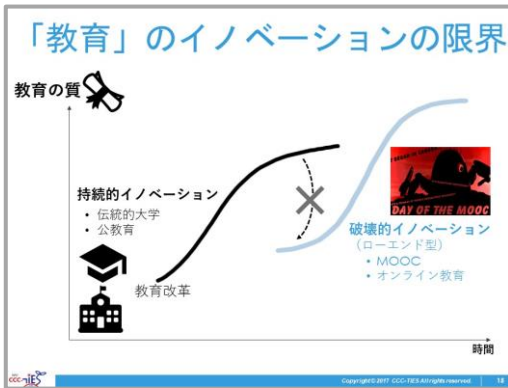 「教育」のイノベーションの限界
教育の質
持続的イノベーション
• 伝統的大学
• 公教育
教育改革
DAY OF THE MOOC
破壊的イノベーション
(ローエンド型)
• MOOC
• オンライン教育
時間
CCC-TiES
Copyright© 2017 CCC-TIES All rights reserved.
18